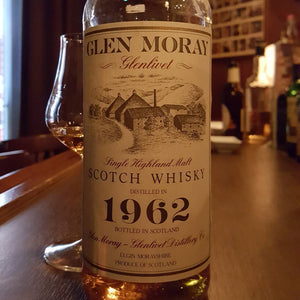 GLEN MORAY
Glenlivet
Single Highland Malt
SCOTCH WHISKY
DISTILLED IN
1962
BOTTLED IN SCOTLAND
Glen Moray - Glenlivet Distillery Co.
ELGIN MORAYSHIRE
PRODUCE OF SCOTLAND